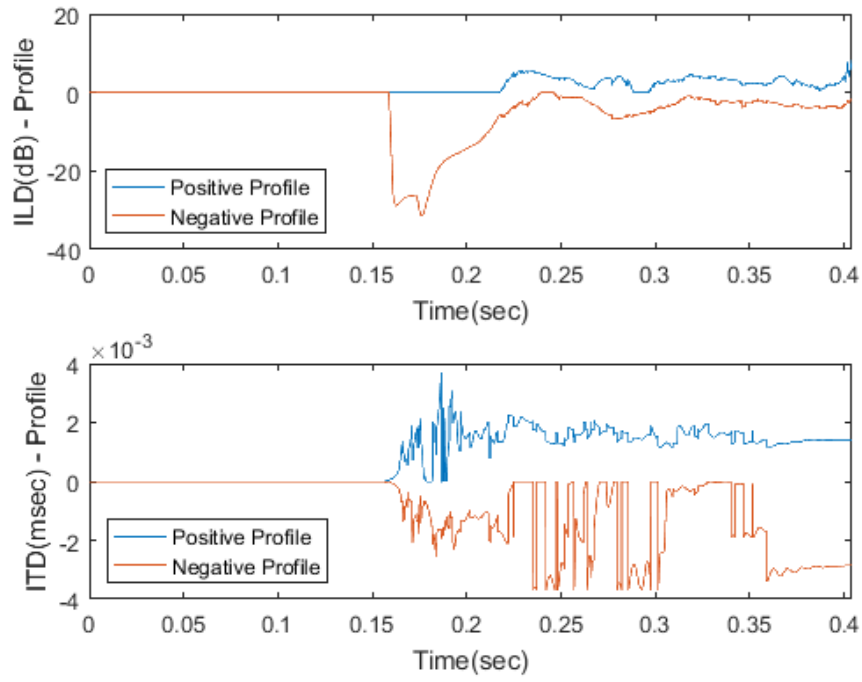 ILD(dB) - Profile
20
0
-20
-40
Positive Profile
Negative Profile
0 0.05 0.1 0.15 0.2 0.25 0.3 0.35 0.4
Time(sec)
×10-3
ITD(msec) - Profile
4
2
0
-2
-4
Positive Profile
Negative Profile
0 0.05 0.1 0.15 0.2 0.25 0.3 0.35 0.4
Time(sec)